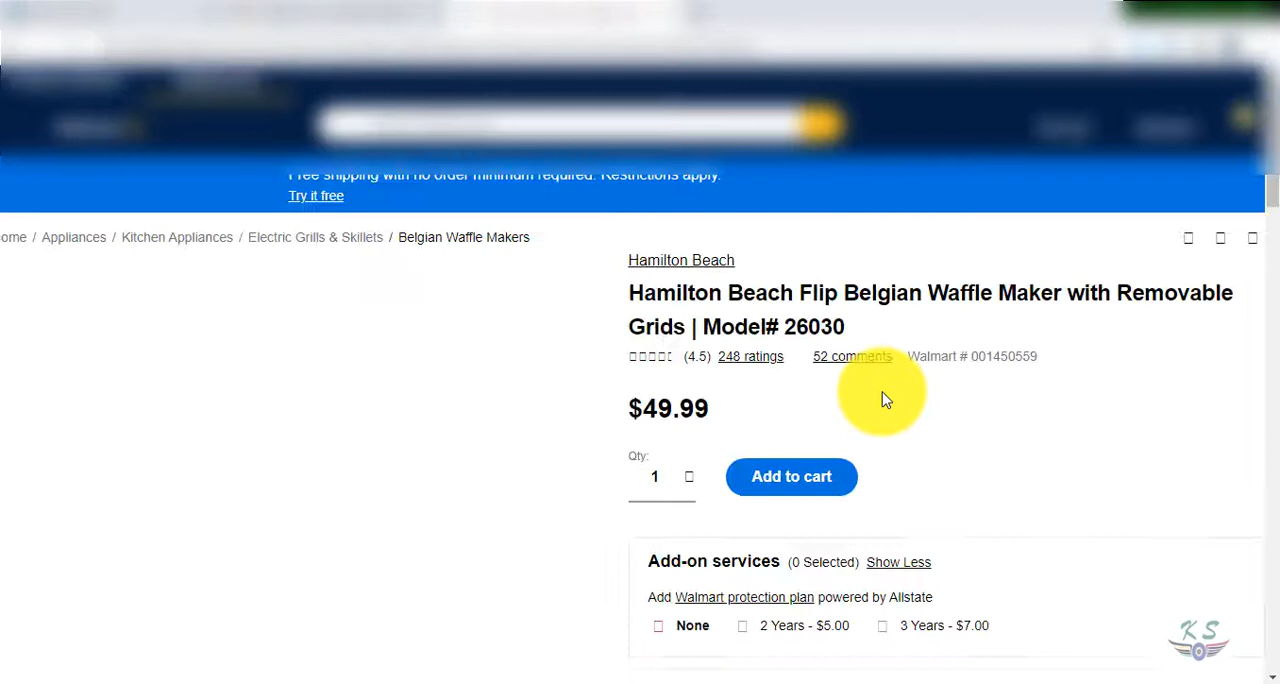 Free shipping with no order minimum required. Restrictions apply.
Try it free
ome / Appliances / Kitchen Appliances / Electric Grills & Skillets / Belgian Waffle Makers
Hamilton Beach
Hamilton Beach Flip Belgian Waffle Maker with Removable
Grids | Model# 26030
(4.5) 248 ratings 52 comments Walmart # 001450559
$49.99
Qty:
1 Add to cart
Add-on services (0 Selected) Show Less
Add Walmart protection plan powered by Allstate
None 2 Years - $5.00 3 Years - $7.00
KS